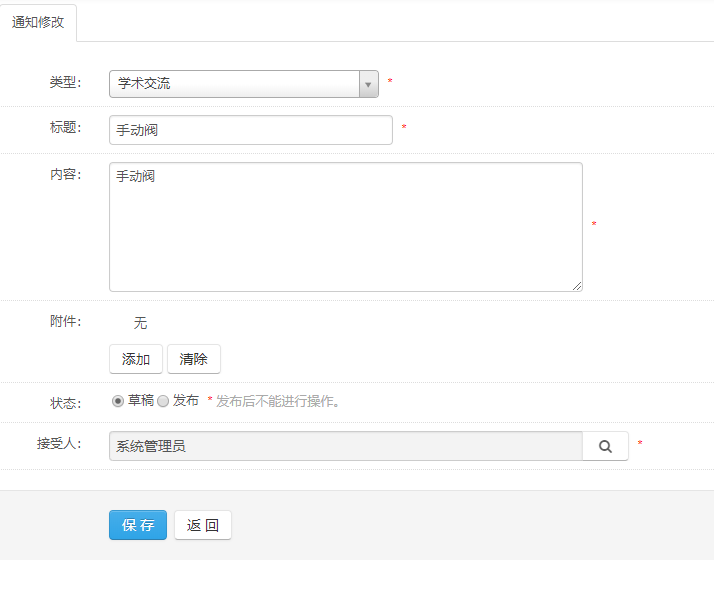 通知修改
类型: 学术交流 *
标题: 手动阀 *
内容: 手动阀 *
附件: 无
添加 清除
状态: 草稿 发布 * 发布后不能进行操作。
接受人: 系统管理员 *
保 存 返 回